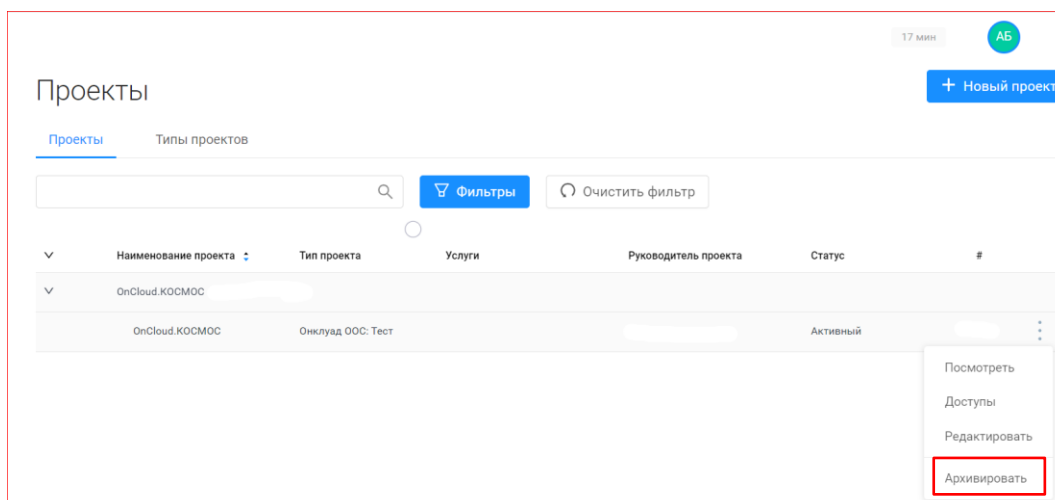 17 мин АБ
Проекты
+ Новый проект
Проекты Типы проектов
Фильтры Очистить фильтр
Наименование проекта Тип проекта Услуги Руководитель проекта Статус #
OnCloud.КОСМОС
OnCloud.КОСМОС Онклуад ООС: Тест Активный
Посмотреть
Доступы
Редактировать
Архивировать